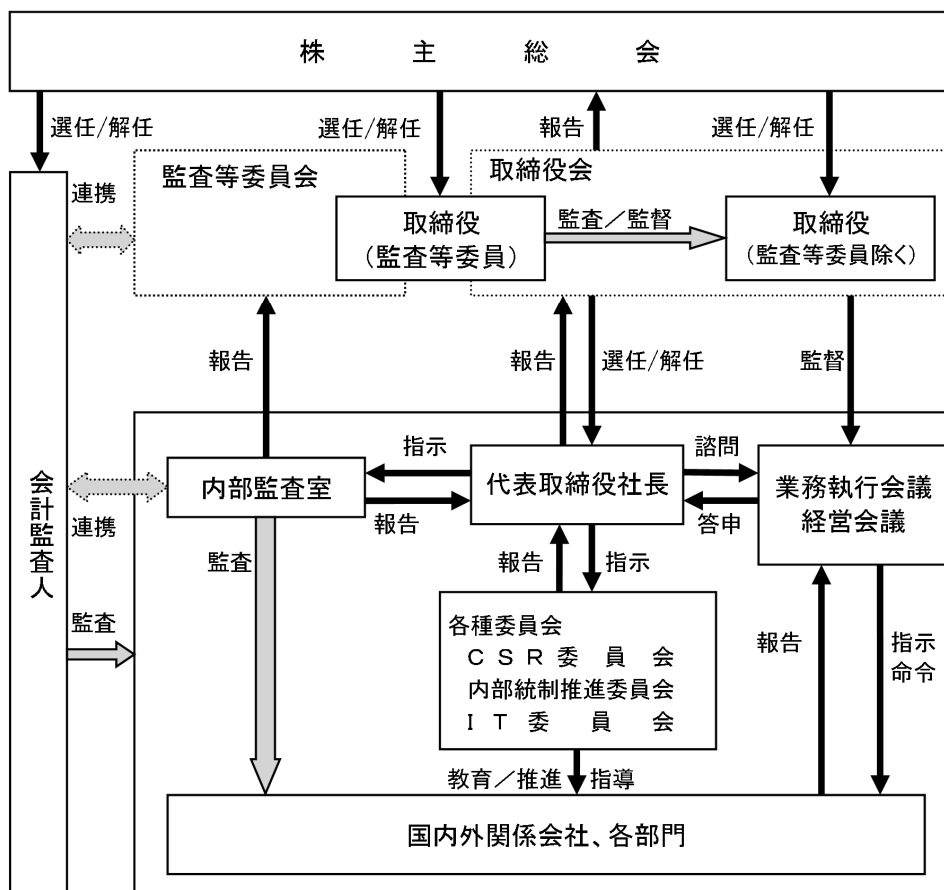 株主総会
選任/解任
選任/解任
報告
選任/解任
監査等委員会
取締役会
連携
取締役
(監査等委員)
監査／監督
取締役
(監査等委員除く)
報告
報告
選任/解任
監督
会計監査人
連携
内部監査室
指示
報告
代表取締役社長
諮問
答申
業務執行会議
経営会議
監査
報告
指示
監査
各種委員会
ＣＳＲ委員会
内部統制推進委員会
ＩＴ委員会
報告
指示
命令
教育／推進
指導
国内外関係会社、各部門